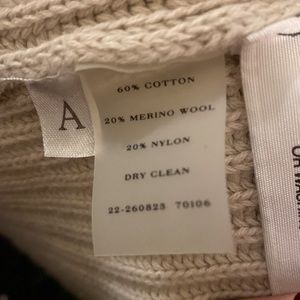 60% COTTON
20% MERINO WOOL
20% NYLON
DRY CLEAN
22-260823 70106
A